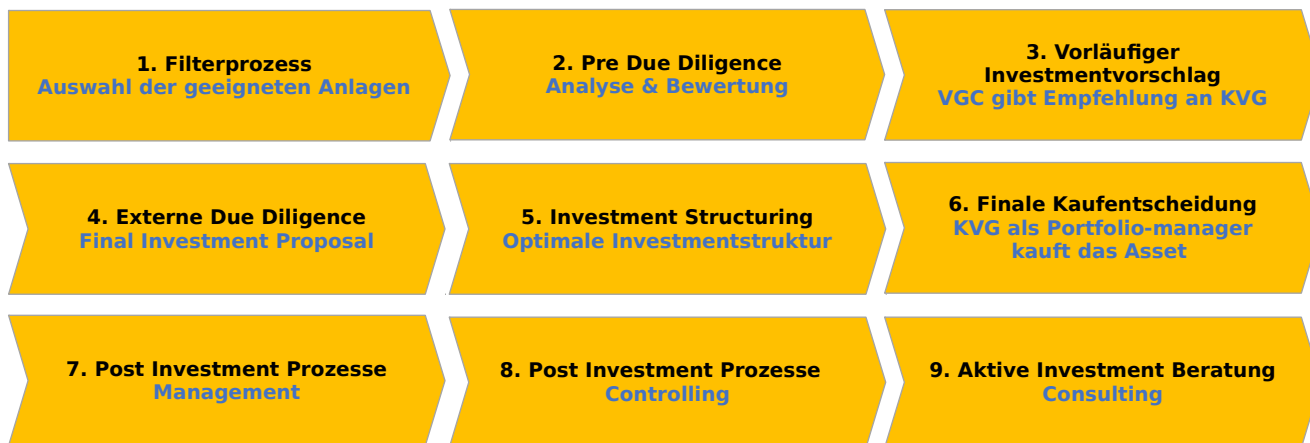 1. Filterprozess
Auswahl der geeigneten Anlagen
2. Pre Due Diligence
Analyse & Bewertung
3. Vorläufiger
Investmentvorschlag
VGC gibt Empfehlung an KVG
4. Externe Due Diligence
Final Investment Proposal
5. Investment Structuring
Optimale Investmentstruktur
6. Finale Kaufentscheidung
KVG als Portfolio-manager
kauft das Asset
7. Post Investment Prozesse
Management
8. Post Investment Prozesse
Controlling
9. Aktive Investment Beratung
Consulting